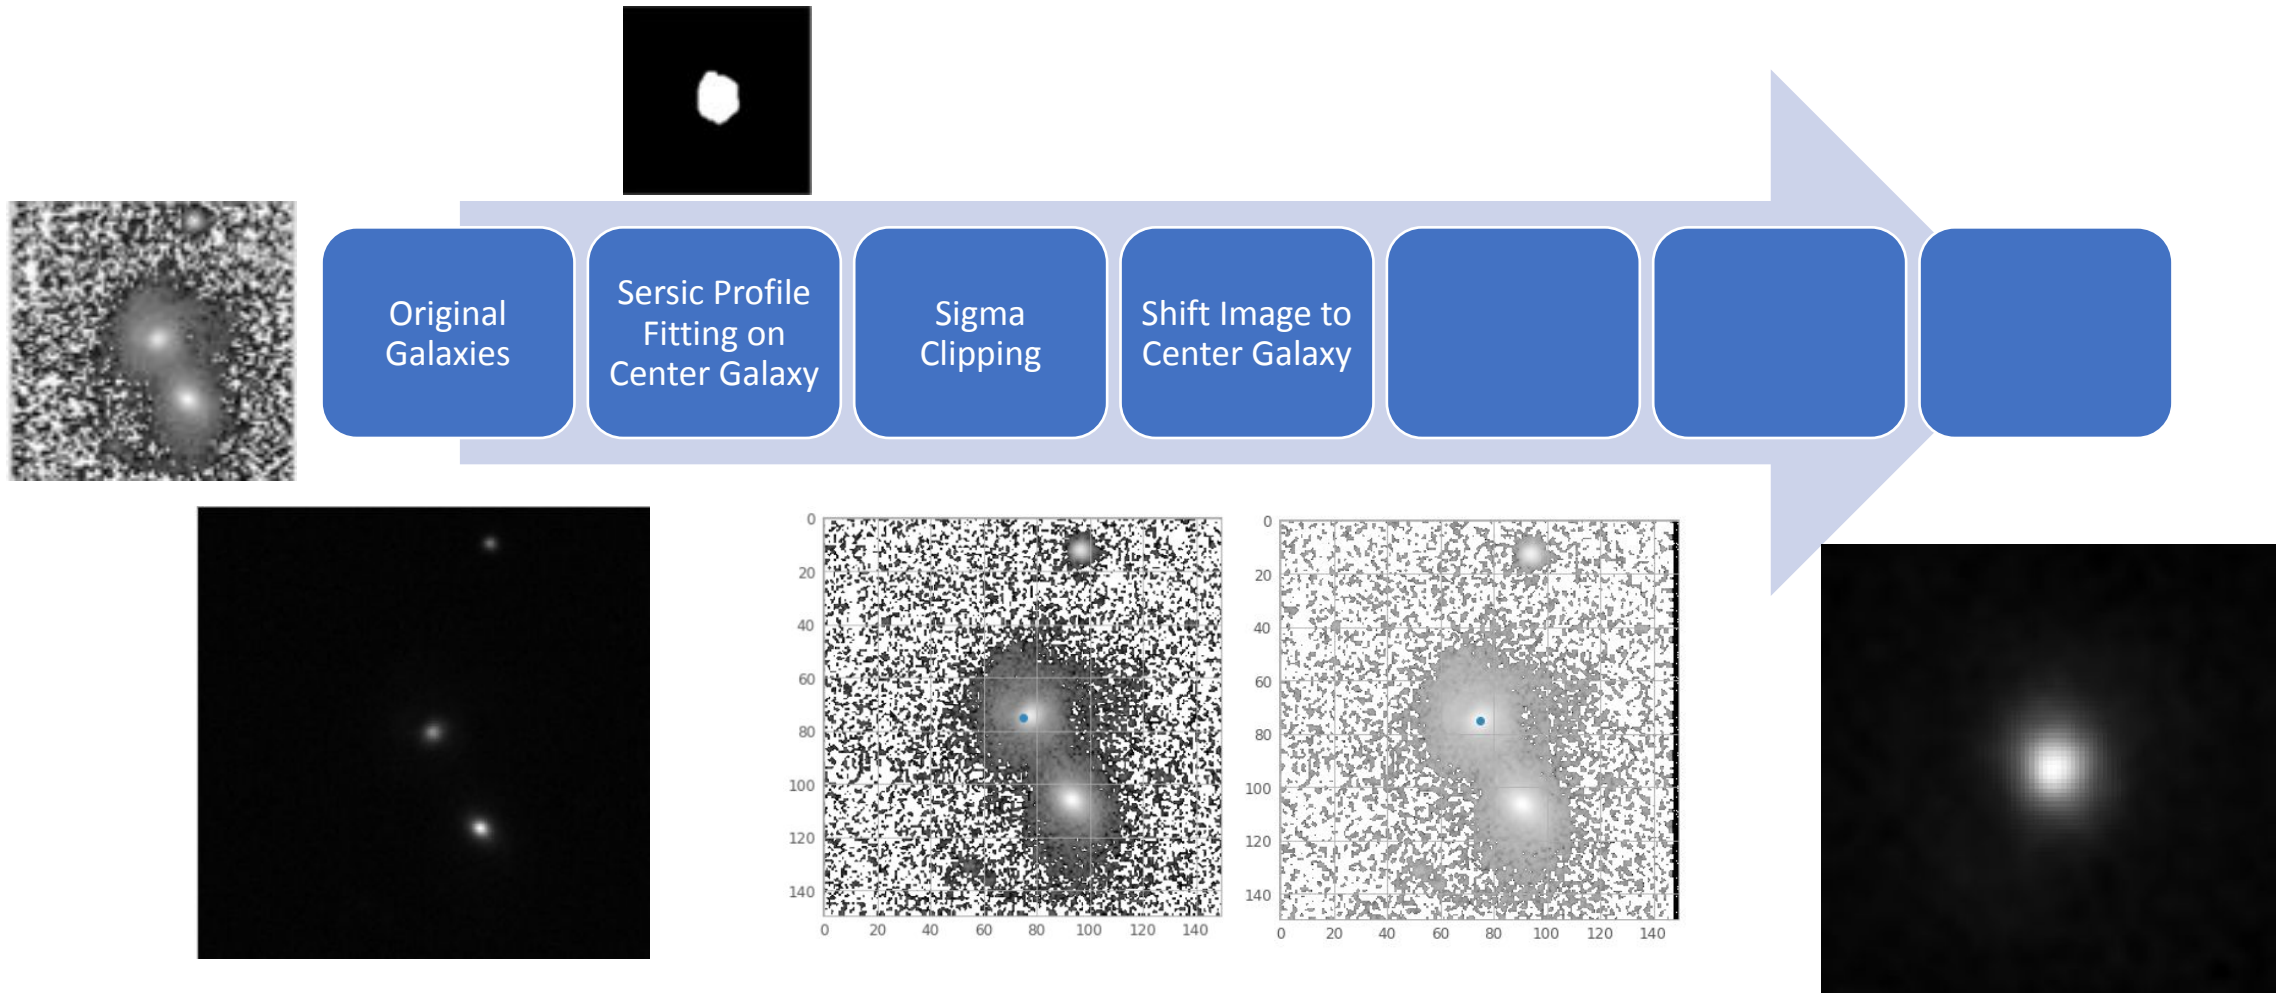 Original
Galaxies
Sersic Profile
Fitting on
Center Galaxy
Sigma
Clipping
Shift Image to
Center Galaxy
0
20
40
60
80
100
120
140
0 20 40 60 80 100 120 140
0
20
40
60
80
100
120
140
0 20 40 60 80 100 120 140